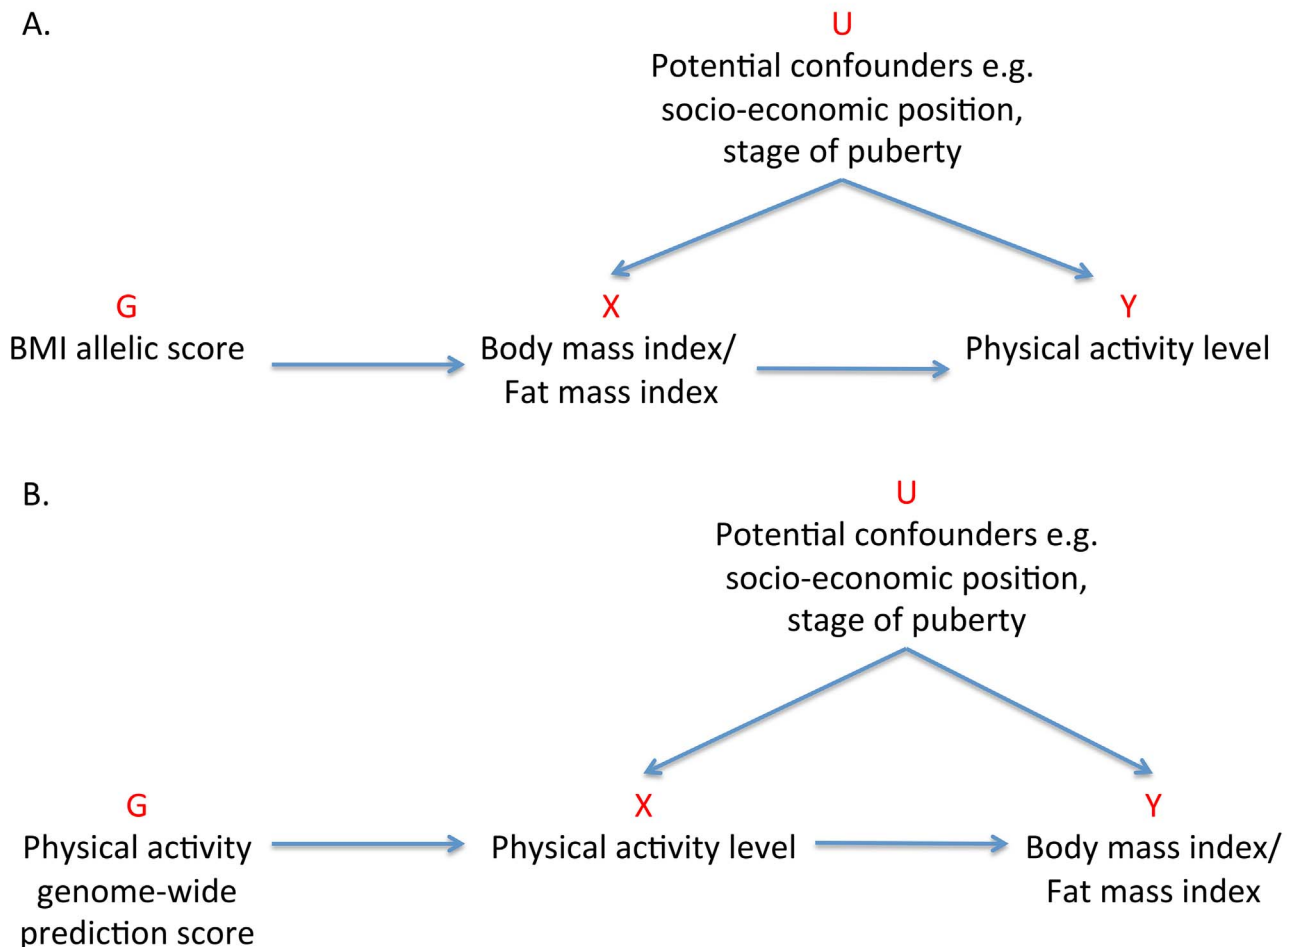 A.
U
Potential confounders e.g.
socio-economic position,
stage of puberty
G
X
Y
BMI allelic score
Body mass index/
Fat mass index
Physical activity level
B.
U
Potential confounders e.g.
socio-economic position,
stage of puberty
G
X
Y
Physical activity
genome-wide
prediction score
Physical activity level
Body mass index/
Fat mass index